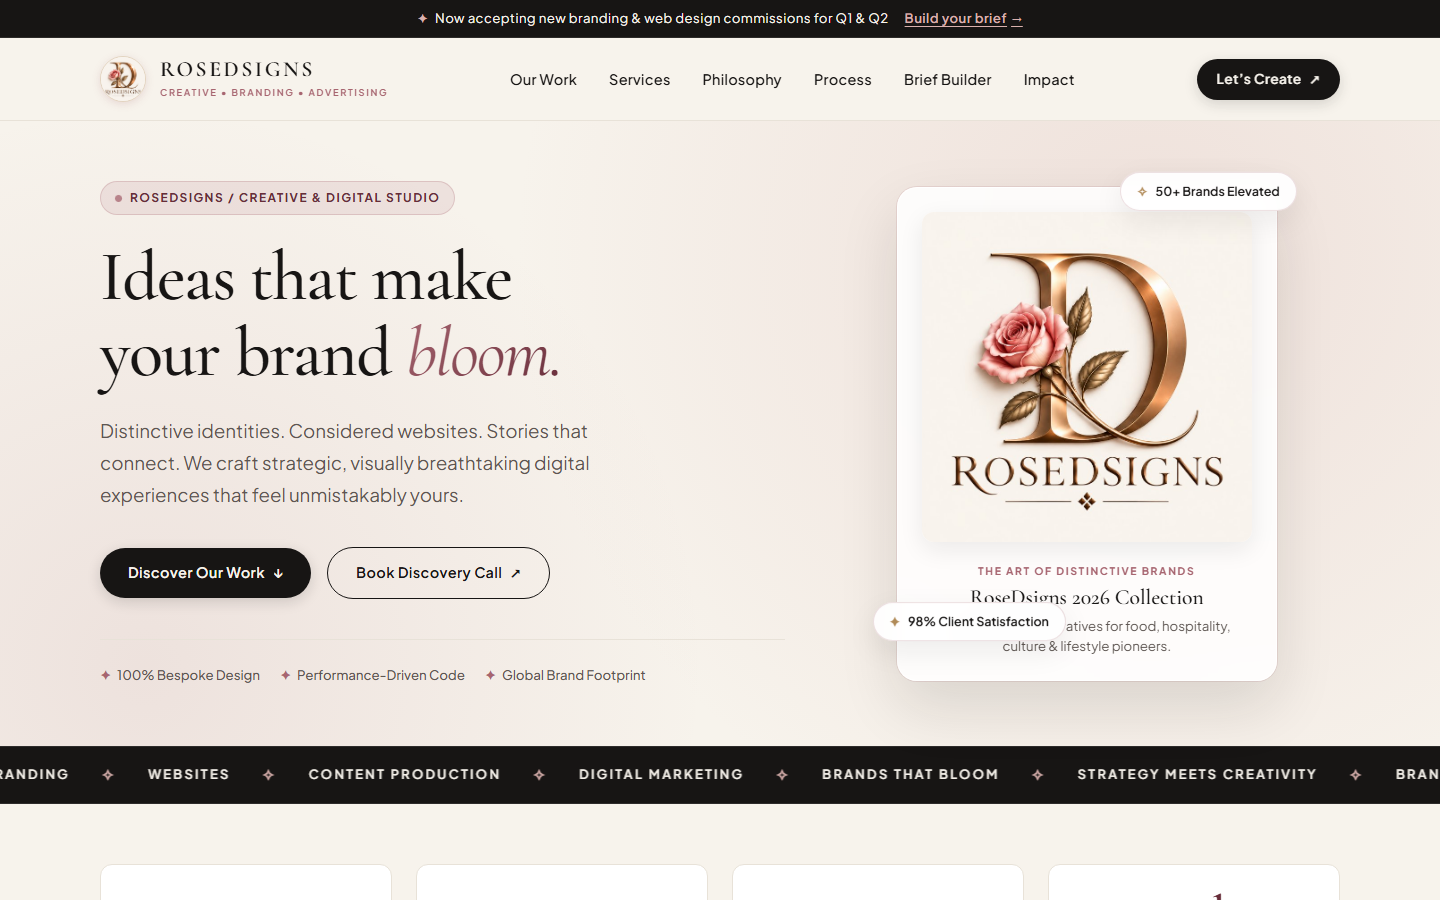 ✦ Now accepting new branding & web design commissions for Q1 & Q2 Build your brief →
ROSEDSIGNS
CREATIVE • BRANDING • ADVERTISING
Our Work Services Philosophy Process Brief Builder Impact
Let's Create ↗
ROSEDSIGNS / CREATIVE & DIGITAL STUDIO
Ideas that make
your brand bloom.
Distinctive identities. Considered websites. Stories that
connect. We craft strategic, visually breathtaking digital
experiences that feel unmistakably yours.
Discover Our Work ↓ Book Discovery Call ↗
✦ 100% Bespoke Design ✦ Performance-Driven Code ✦ Global Brand Footprint
✧ 50+ Brands Elevated
D
ROSEDSIGNS
THE ART OF DISTINCTIVE BRANDS
RoseDsigns 2026 Collection
✦ 98% Client Satisfaction
atives for food, hospitality,
culture & lifestyle pioneers.
RANDING ✧ WEBSITES ✧ CONTENT PRODUCTION ✧ DIGITAL MARKETING ✧ BRANDS THAT BLOOM ✧ STRATEGY MEETS CREATIVITY ✧ BRAN